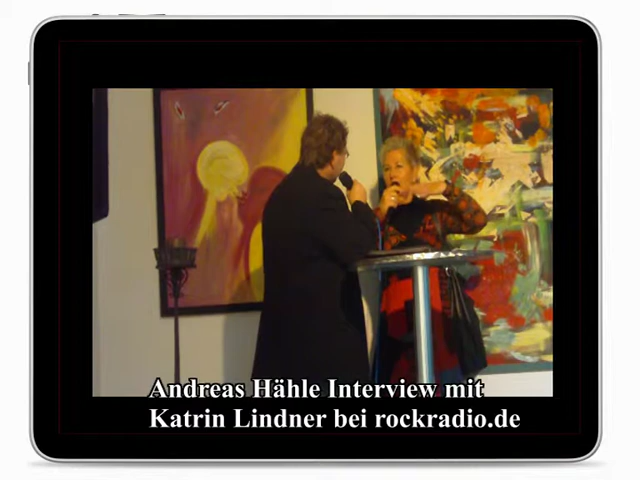 Andreas Hähle Interview mit
Katrin Lindner bei rockradio.de